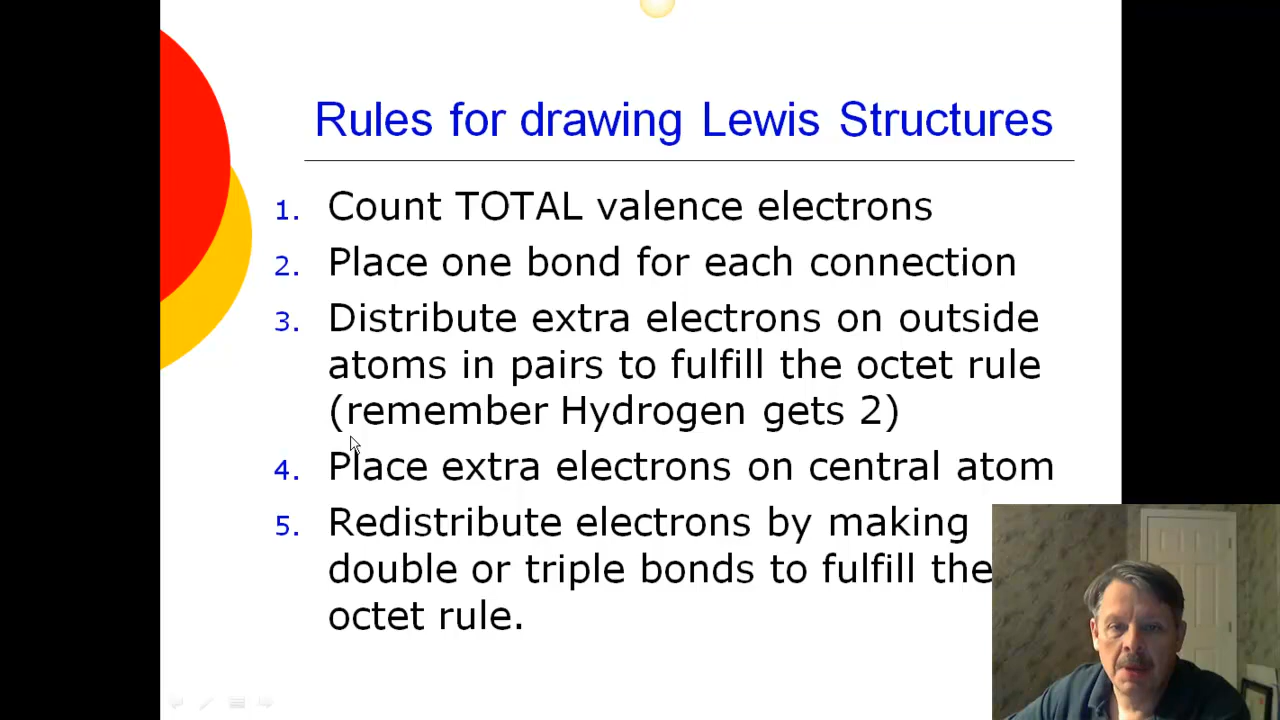 Rules for drawing Lewis Structures
1. Count TOTAL valence electrons
2. Place one bond for each connection
3. Distribute extra electrons on outside
atoms in pairs to fulfill the octet rule
(remember Hydrogen gets 2)
4. Place extra electrons on central atom
5. Redistribute electrons by making
double or triple bonds to fulfill the
octet rule.